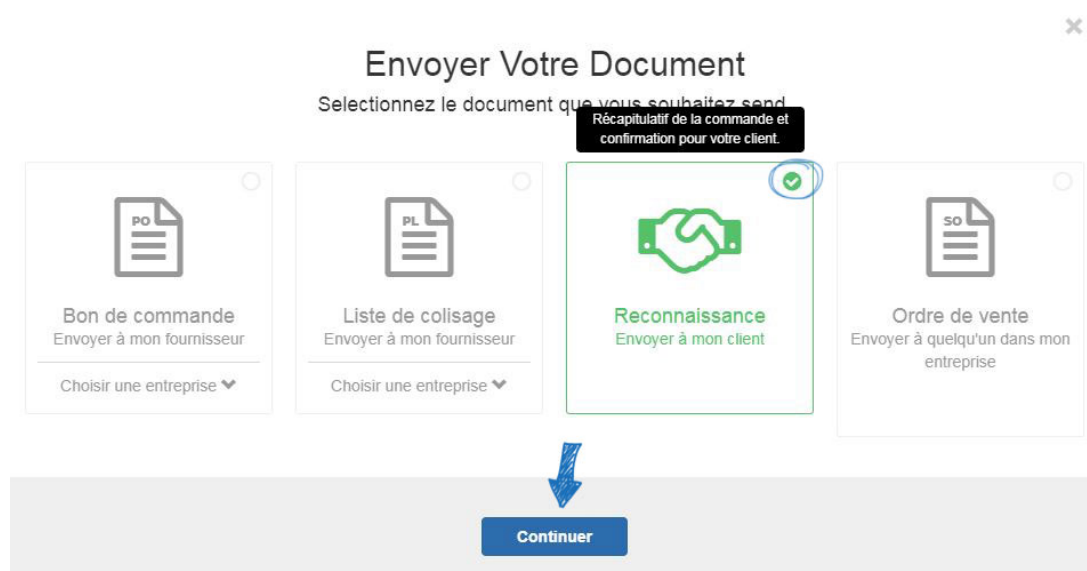 Envoyer Votre Document
Selectionnez le document que vous souhaitez send
Récapitulatif de la commande et
confirmation pour votre client.
PO
Bon de commande
Envoyer à mon fournisseur
Choisir une entreprise
PL
Liste de colisage
Envoyer à mon fournisseur
Choisir une entreprise
Reconnaissance
Envoyer à mon client
SO
Ordre de vente
Envoyer à quelqu'un dans mon
entreprise
Continuer